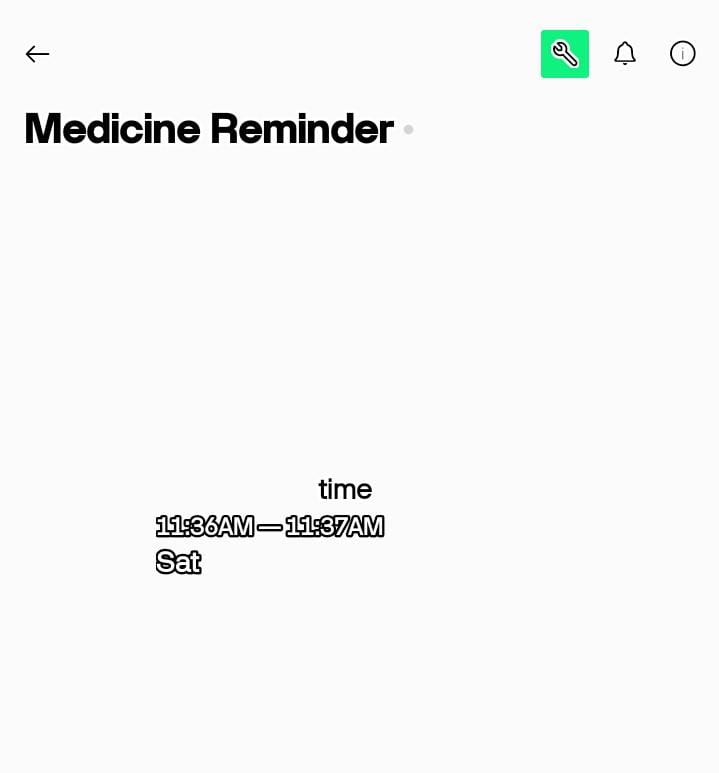 Medicine Reminder
time
11:36AM — 11:37AM
Sat